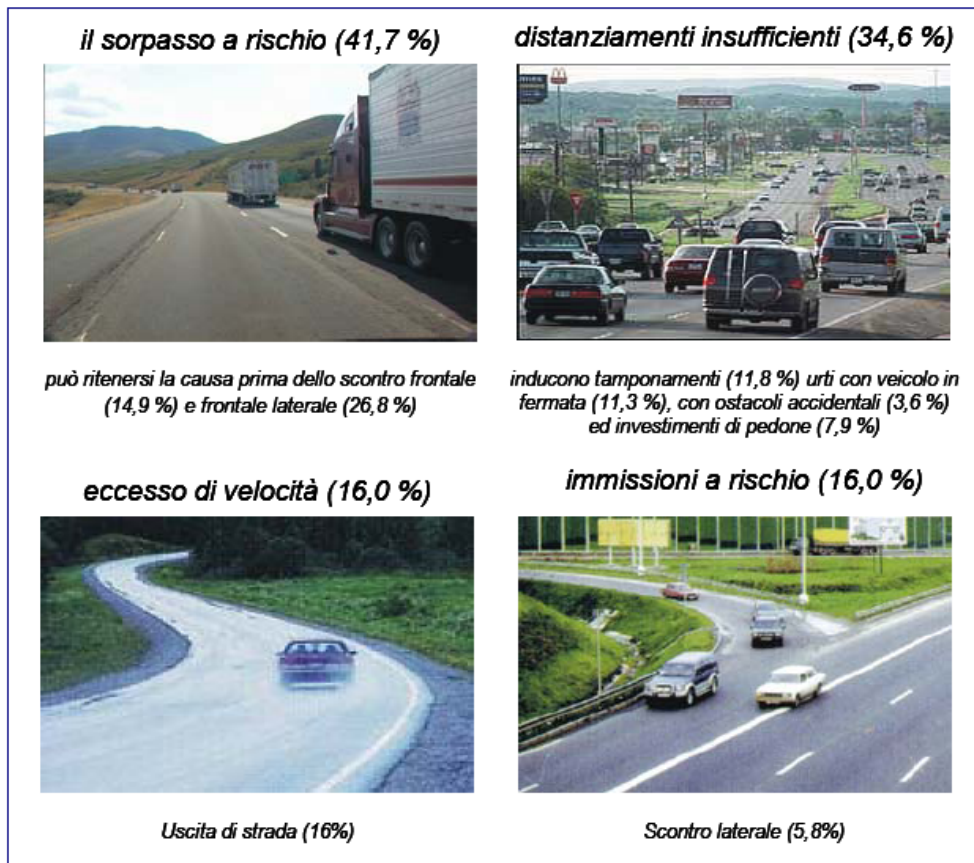 il sorpasso a rischio (41,7 %)
distanziamenti insufficienti (34,6 %)
può ritenersi la causa prima dello scontro frontale
(14,9 %) e frontale laterale (26,8 %)
inducono tamponamenti (11,8 %) urti con veicolo in
fermata (11,3 %), con ostacoli accidentali (3,6 %)
ed investimenti di pedone (7,9 %)
eccesso di velocità (16,0 %)
immissioni a rischio (16,0 %)
Uscita di strada (16%)
Scontro laterale (5,8%)